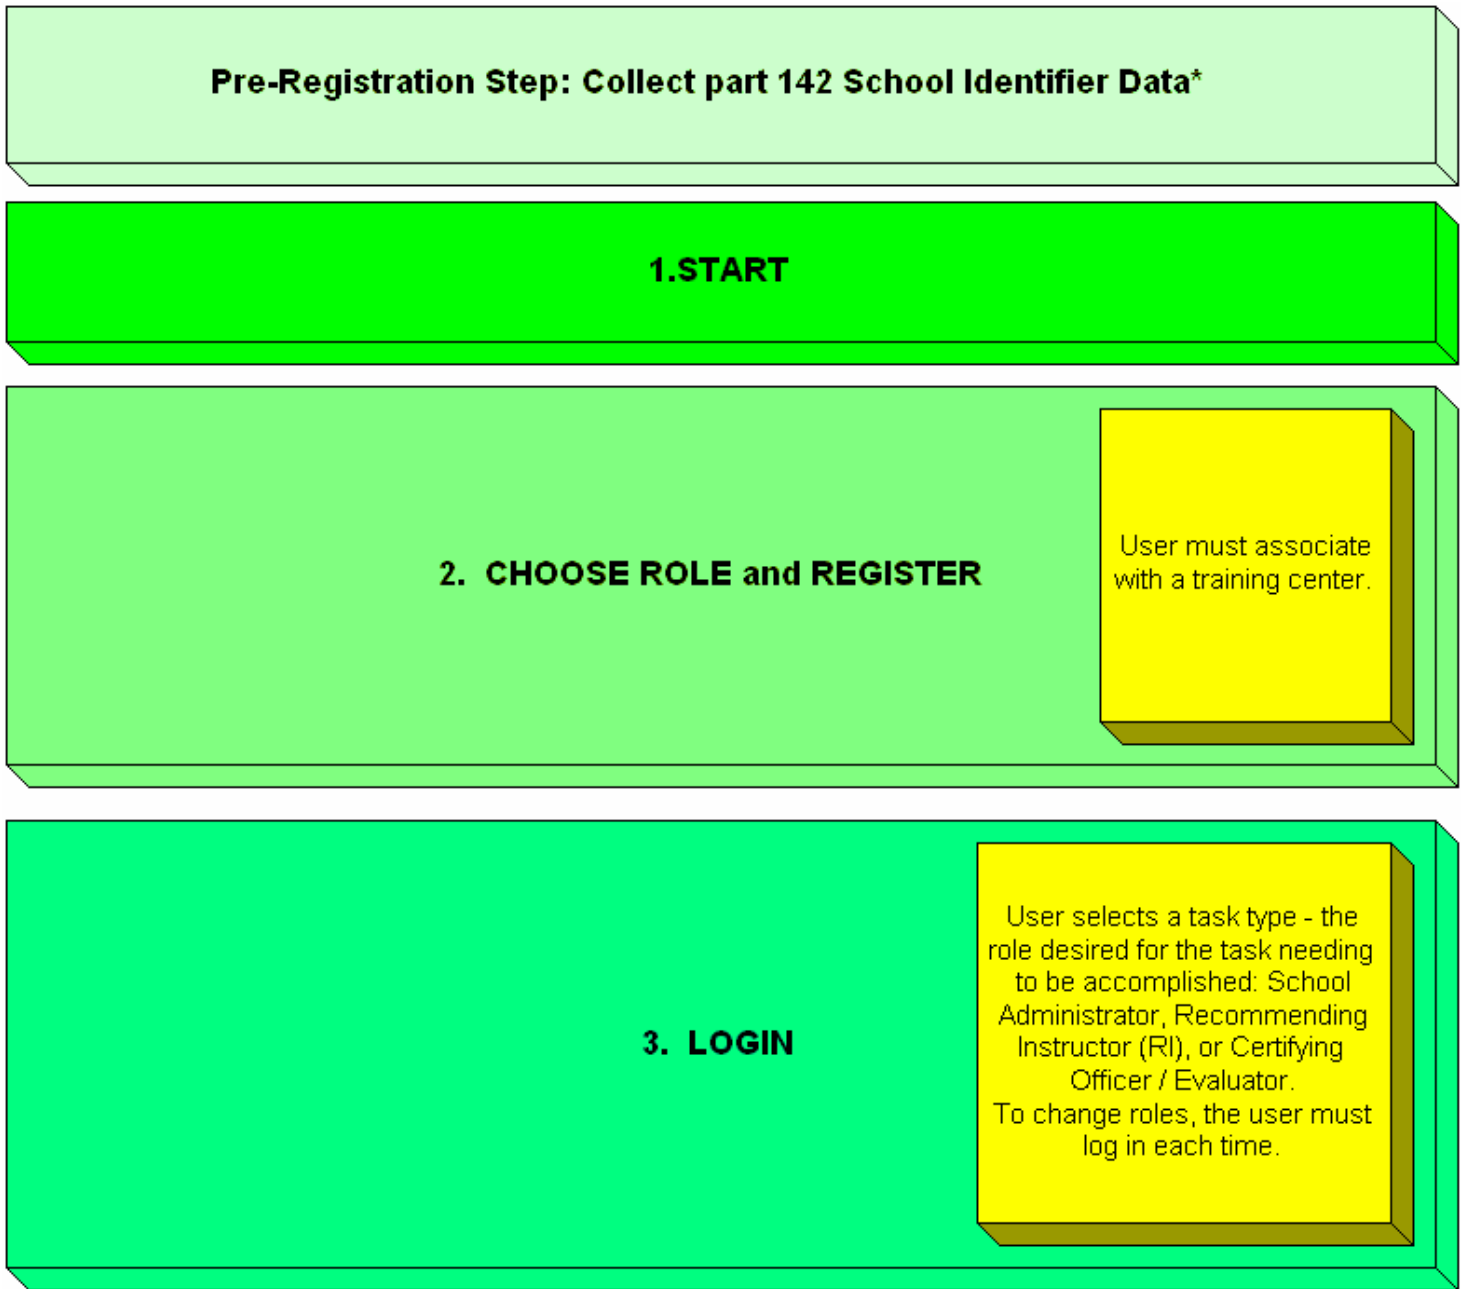 Pre-Registration Step: Collect part 142 School Identifier Data*
1.START
2. CHOOSE ROLE and REGISTER
User must associate
with a training center.
3. LOGIN
User selects a task type - the
role desired for the task needing
to be accomplished: School
Administrator, Recommending
Instructor (RI), or Certifying
Officer / Evaluator.
To change roles, the user must
log in each time.